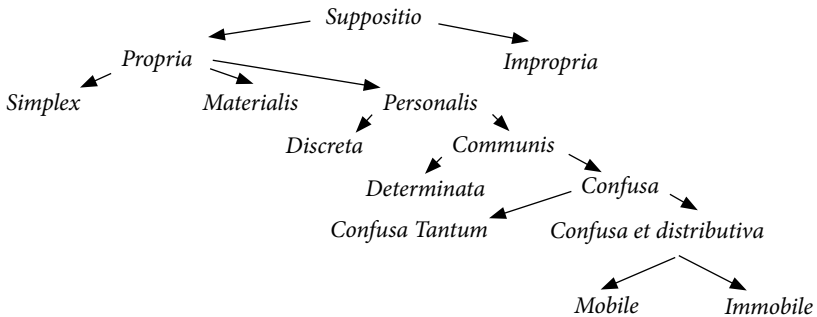 Suppositio
Propria
Impropria
Simplex
Materialis
Personalis
Discreta
Communis
Determinata
Confusa
Confusa Tantum
Confusa et distributiva
Mobile
Immobile